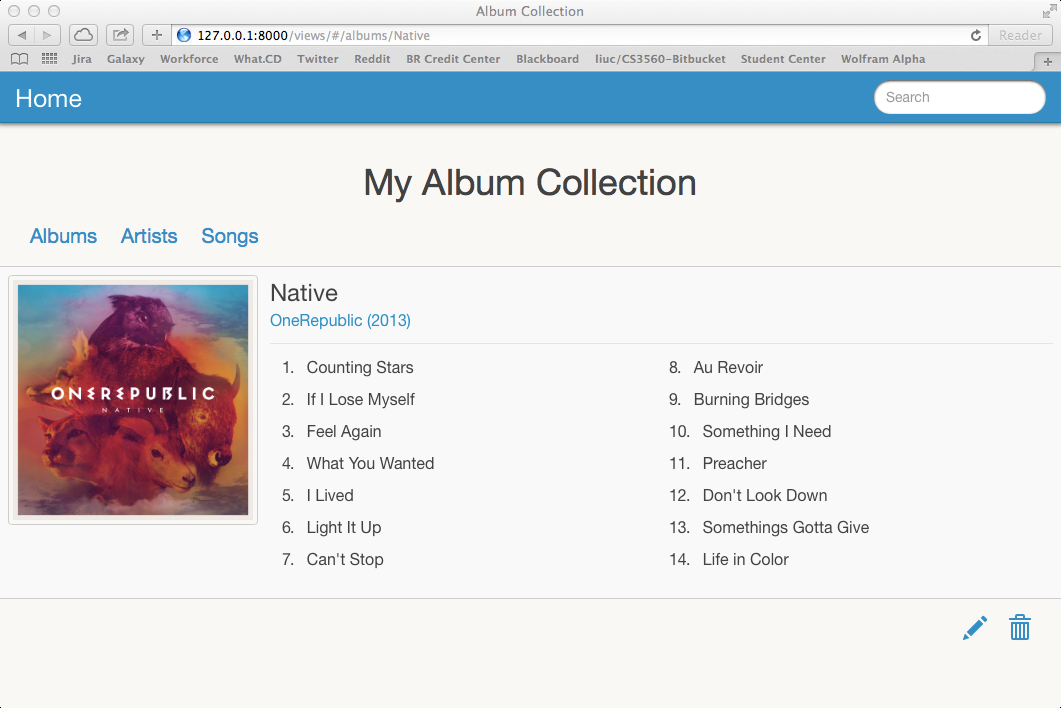 Album Collection
127.0.0.1:8000/views/#/albums/Native
Reader
Jira Galaxy Workforce What.CD Twitter Reddit BR Credit Center Blackboard liuc/CS3560-Bitbucket Student Center Wolfram Alpha
Home
Search
My Album Collection
Albums Artists Songs
ONEREPUBLIC
NATIVE
Native
OneRepublic (2013)
1. Counting Stars
2. If I Lose Myself
3. Feel Again
4. What You Wanted
5. I Lived
6. Light It Up
7. Can't Stop
8. Au Revoir
9. Burning Bridges
10. Something I Need
11. Preacher
12. Don't Look Down
13. Somethings Gotta Give
14. Life in Color